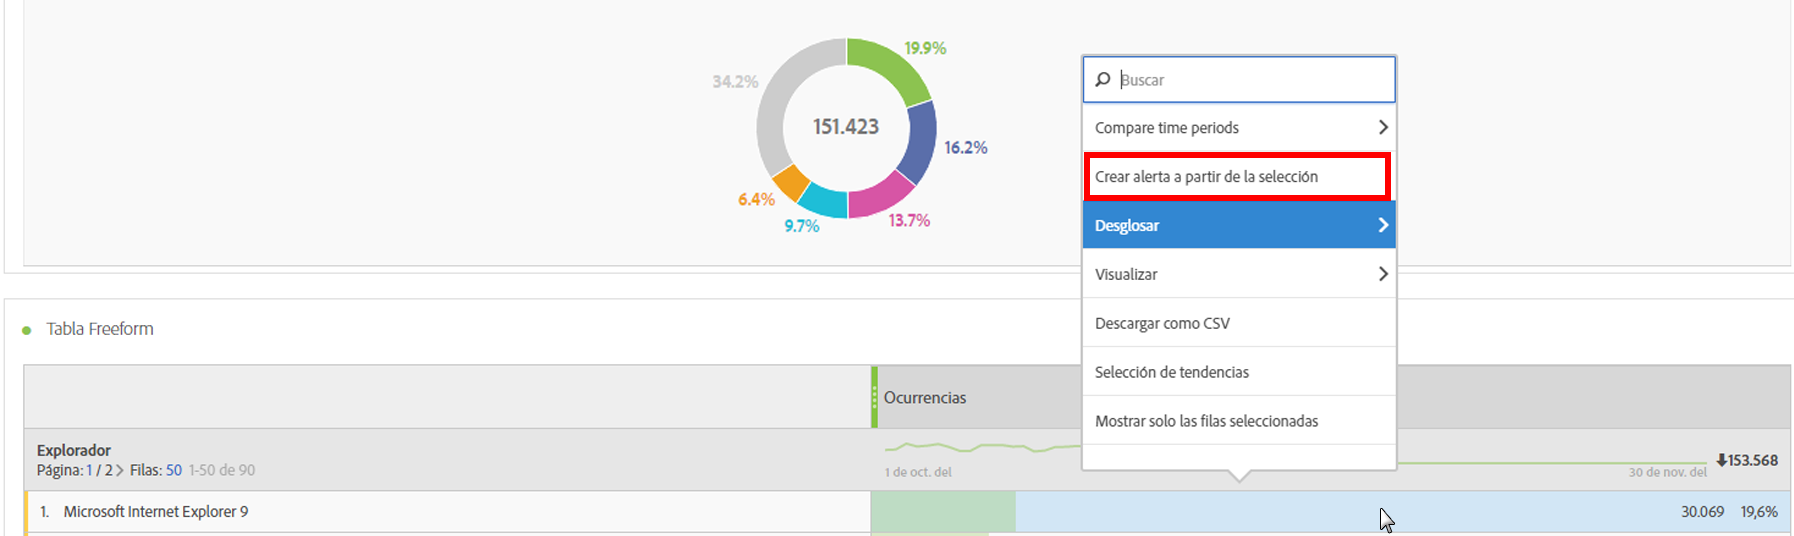 19.9%
34.2%
151.423
16.2%
6.4%
9.7%
13.7%
Buscar
Compare time periods
Crear alerta a partir de la selección
Desglosar
Visualizar
Descargar como CSV
Selección de tendencias
Mostrar solo las filas seleccionadas
Tabla Freeform
Ocurrencias
Explorador
Página: 1 / 2 > Filas: 50 1-50 de 90
1 de oct. del
30 de nov. del
153.568
1. Microsoft Internet Explorer 9 30.069 19,6%